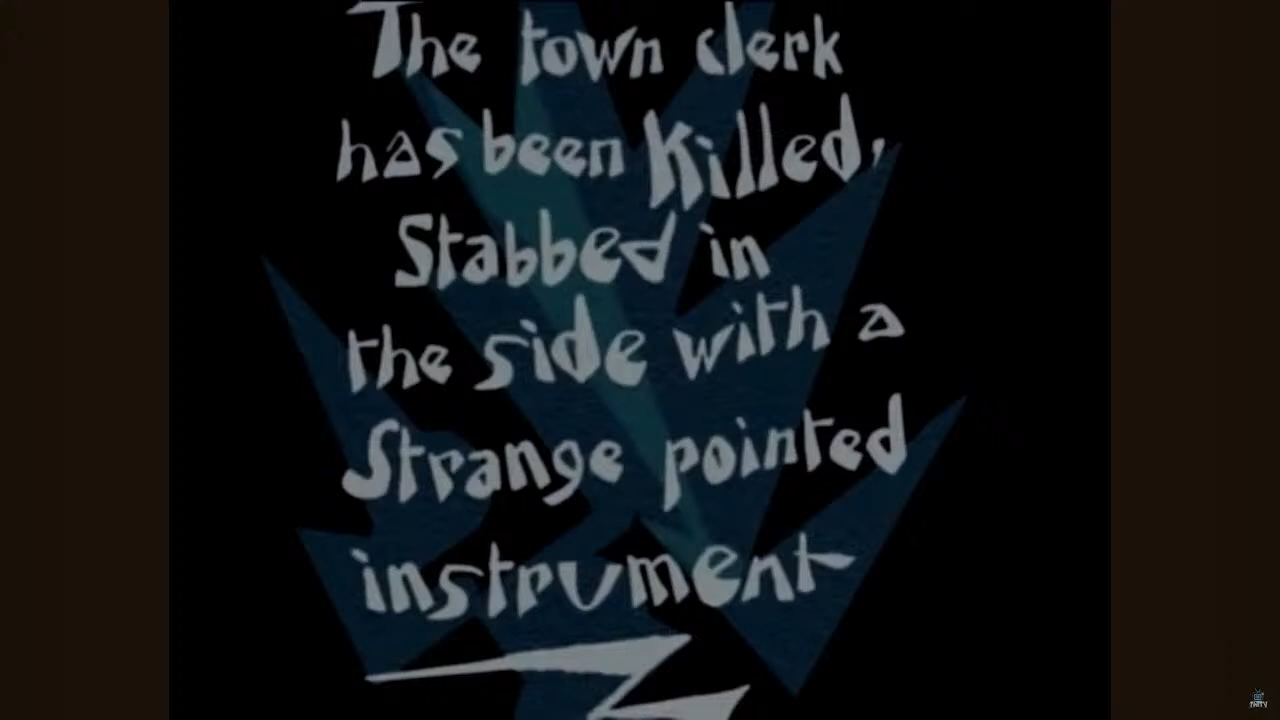 The town clerk
has been Killed,
Stabbed in
the side with a
Strange pointed
instrument